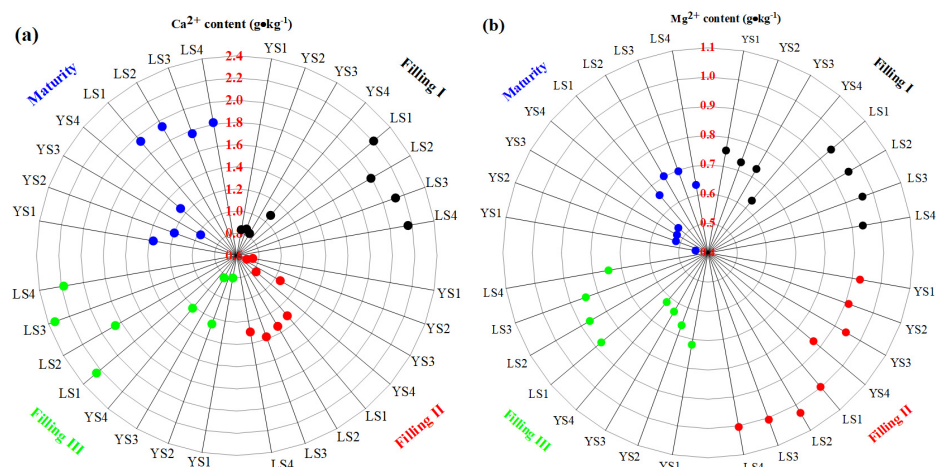 (a)
Ca²⁺ content (g•kg⁻¹)
2.4
2.2
2.0
1.8
1.6
1.4
1.2
1.0
0.8
YS1
YS2
YS3
YS4
LS1
LS2
LS3
LS4
Filling I
YS1
YS2
YS3
YS4
LS1
LS2
LS3
LS4
Filling II
YS1
YS2
YS3
YS4
LS1
LS2
LS3
LS4
Filling III
YS1
YS2
YS3
YS4
LS1
LS2
LS3
LS4
Maturity
(b)
Mg²⁺ content (g•kg⁻¹)
1.1
1.0
0.9
0.8
0.7
0.6
0.5
YS1
YS2
YS3
YS4
LS1
LS2
LS3
LS4
Filling I
YS1
YS2
YS3
YS4
LS1
LS2
LS3
LS4
Filling II
YS1
YS2
YS3
YS4
LS1
LS2
LS3
LS4
Filling III
YS1
YS2
YS3
YS4
LS1
LS2
LS3
LS4
Maturity